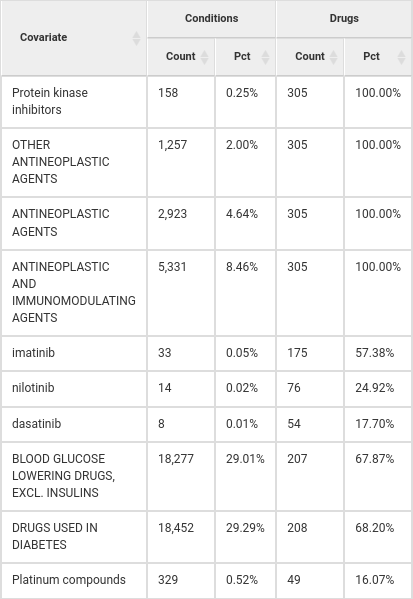 Covariate Conditions Drugs
Count Pct Count Pct
Protein kinase 158 0.25% 305 100.00%
inhibitors
OTHER 1,257 2.00% 305 100.00%
ANTINEOPLASTIC
AGENTS
ANTINEOPLASTIC 2,923 4.64% 305 100.00%
AGENTS
ANTINEOPLASTIC 5,331 8.46% 305 100.00%
AND
IMMUNOMODULATING
AGENTS
imatinib 33 0.05% 175 57.38%
nilotinib 14 0.02% 76 24.92%
dasatinib 8 0.01% 54 17.70%
BLOOD GLUCOSE 18,277 29.01% 207 67.87%
LOWERING DRUGS,
EXCL. INSULINS
DRUGS USED IN 18,452 29.29% 208 68.20%
DIABETES
Platinum compounds 329 0.52% 49 16.07%